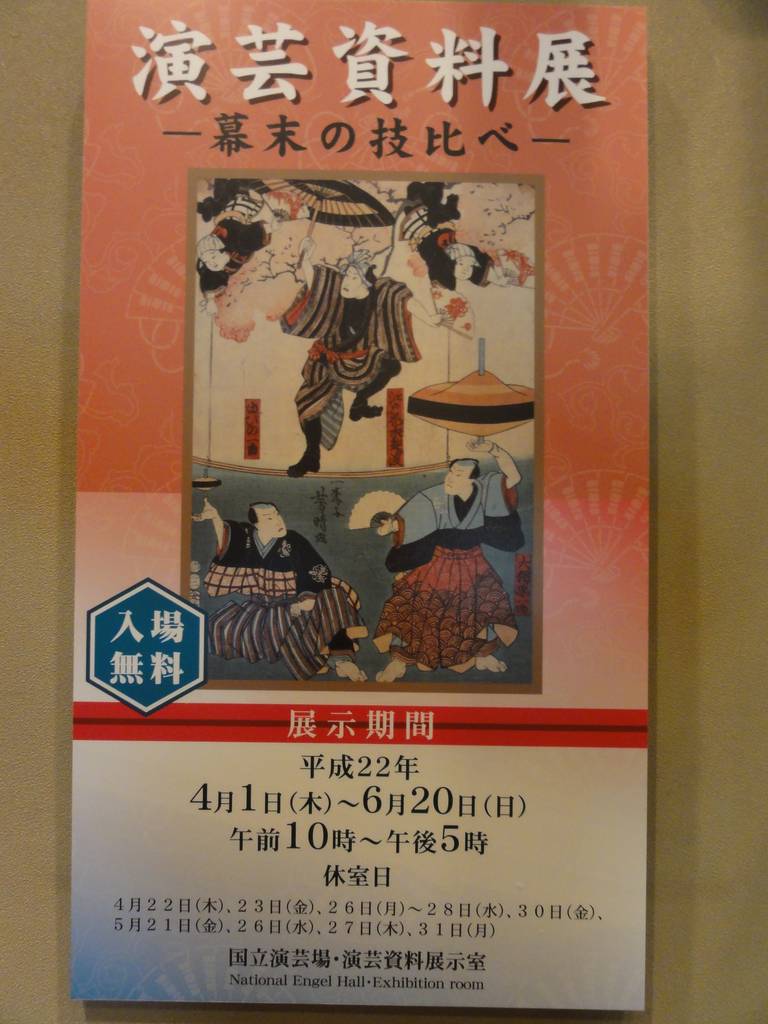 演芸資料展
―幕末の技比べ―
入場
無料
展示期間
平成22年
4月1日(木)～6月20日(日)
午前10時～午後5時
休室日
4月22日(木)、23日(金)、26日(月)～28日(水)、30日(金)、
5月21日(金)、26日(水)、27日(木)、31日(月)
国立演芸場・演芸資料展示室
National Engei Hall・Exhibition room